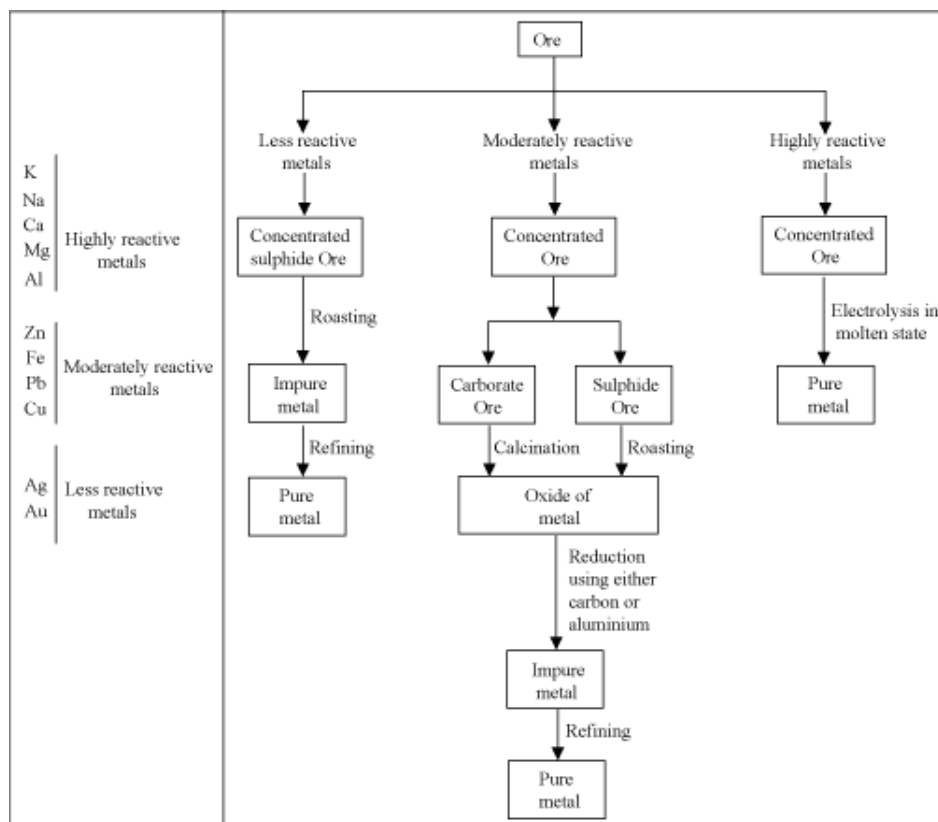 K
Na
Ca
Mg
Al
Highly reactive
metals
Zn
Fe
Pb
Cu
Moderately reactive
metals
Ag
Au
Less reactive
metals
Ore
Less reactive
metals
Moderately reactive
metals
Highly reactive
metals
Concentrated
sulphide Ore
Roasting
Impure
metal
Refining
Pure
metal
Concentrated
Ore
Carborate
Ore
Sulphide
Ore
Calcination
Roasting
Oxide of
metal
Reduction
using either
carbon or
aluminium
Impure
metal
Refining
Pure
metal
Concentrated
Ore
Electrolysis in
molten state
Pure
metal